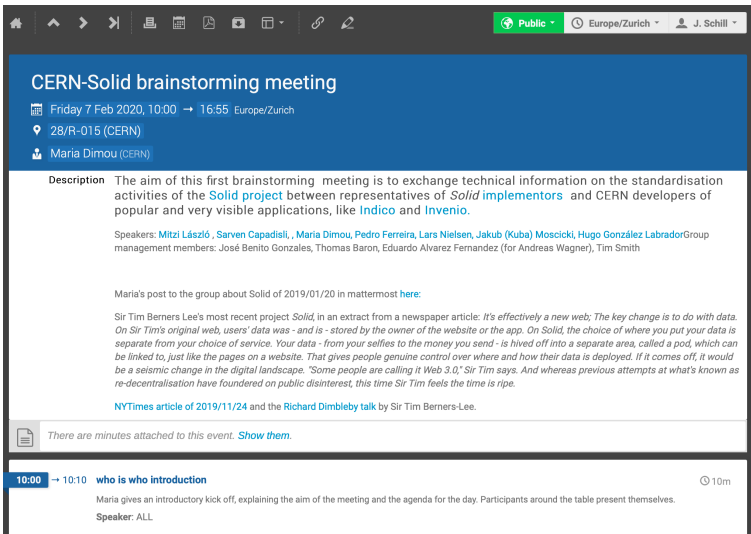 Public
Europe/Zurich
J. Schill
CERN-Solid brainstorming meeting
Friday 7 Feb 2020, 10:00 → 16:55 Europe/Zurich
28/R-015 (CERN)
Maria Dimou (CERN)
Description The aim of this first brainstorming meeting is to exchange technical information on the standardisation
activities of the Solid project between representatives of Solid implementors and CERN developers of
popular and very visible applications, like Indico and Invenio.
Speakers: Mitzi László , Sarven Capadisli, , Maria Dimou, Pedro Ferreira, Lars Nielsen, Jakub (Kuba) Moscicki, Hugo González LabradorGroup
management members: José Benito Gonzales, Thomas Baron, Eduardo Alvarez Fernandez (for Andreas Wagner), Tim Smith
Maria's post to the group about Solid of 2019/01/20 in mattermost here:
Sir Tim Berners Lee's most recent project Solid, in an extract from a newspaper article: It's effectively a new web; The key change is to do with data.
On Sir Tim's original web, users' data was - and is - stored by the owner of the website or the app. On Solid, the choice of where you put your data is
separate from your choice of service. Your data - from your selfies to the money you send - is hived off into a separate area, called a pod, which can
be linked to, just like the pages on a website. That gives people genuine control over where and how their data is deployed. If it comes off, it would
be a seismic change in the digital landscape. "Some people are calling it Web 3.0," Sir Tim says. And whereas previous attempts at what's known as
re-decentralisation have foundered on public disinterest, this time Sir Tim feels the time is ripe.
NYTimes article of 2019/11/24 and the Richard Dimbleby talk by Sir Tim Berners-Lee.
There are minutes attached to this event. Show them.
10:00 → 10:10 who is who introduction 10m
Maria gives an introductory kick off, explaining the aim of the meeting and the agenda for the day. Participants around the table present themselves.
Speaker: ALL